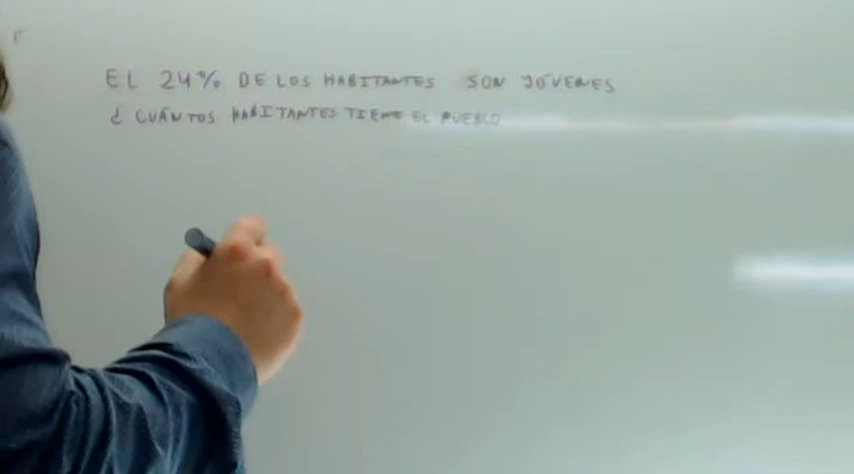 EL 24% DE LOS HABITANTES SON JÓVENES
¿ CUÁNTOS HABITANTES TIENE EL PUEBLO